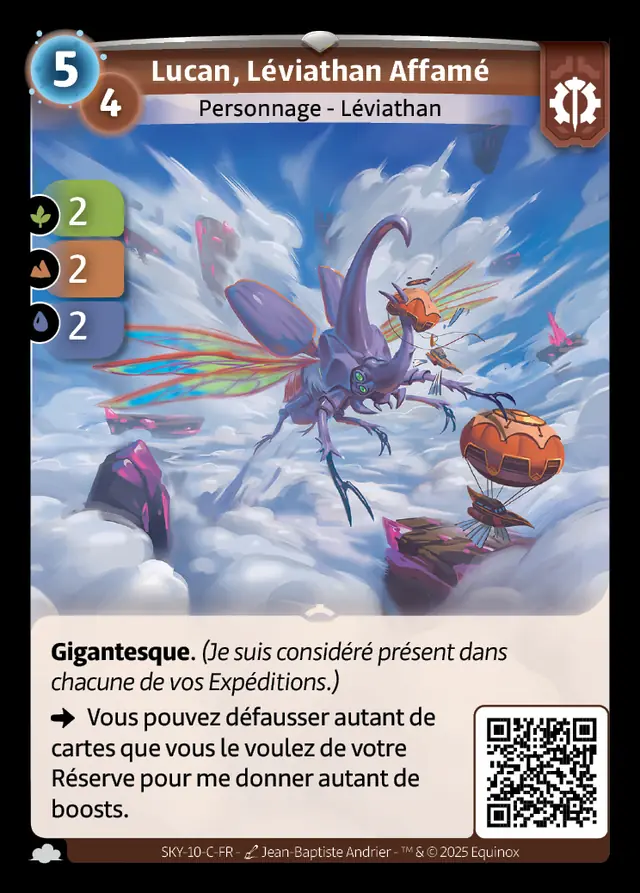 5
Lucan, Léviathan Affamé
4
Personnage - Léviathan
2
2
2
Gigantesque. (Je suis considéré présent dans
chacune de vos Expéditions.)
➔ Vous pouvez défausser autant de
cartes que vous le voulez de votre
Réserve pour me donner autant de
boosts.
SKY-10-C-FR - Jean-Baptiste Andrier - ™ & © 2025 Equinox